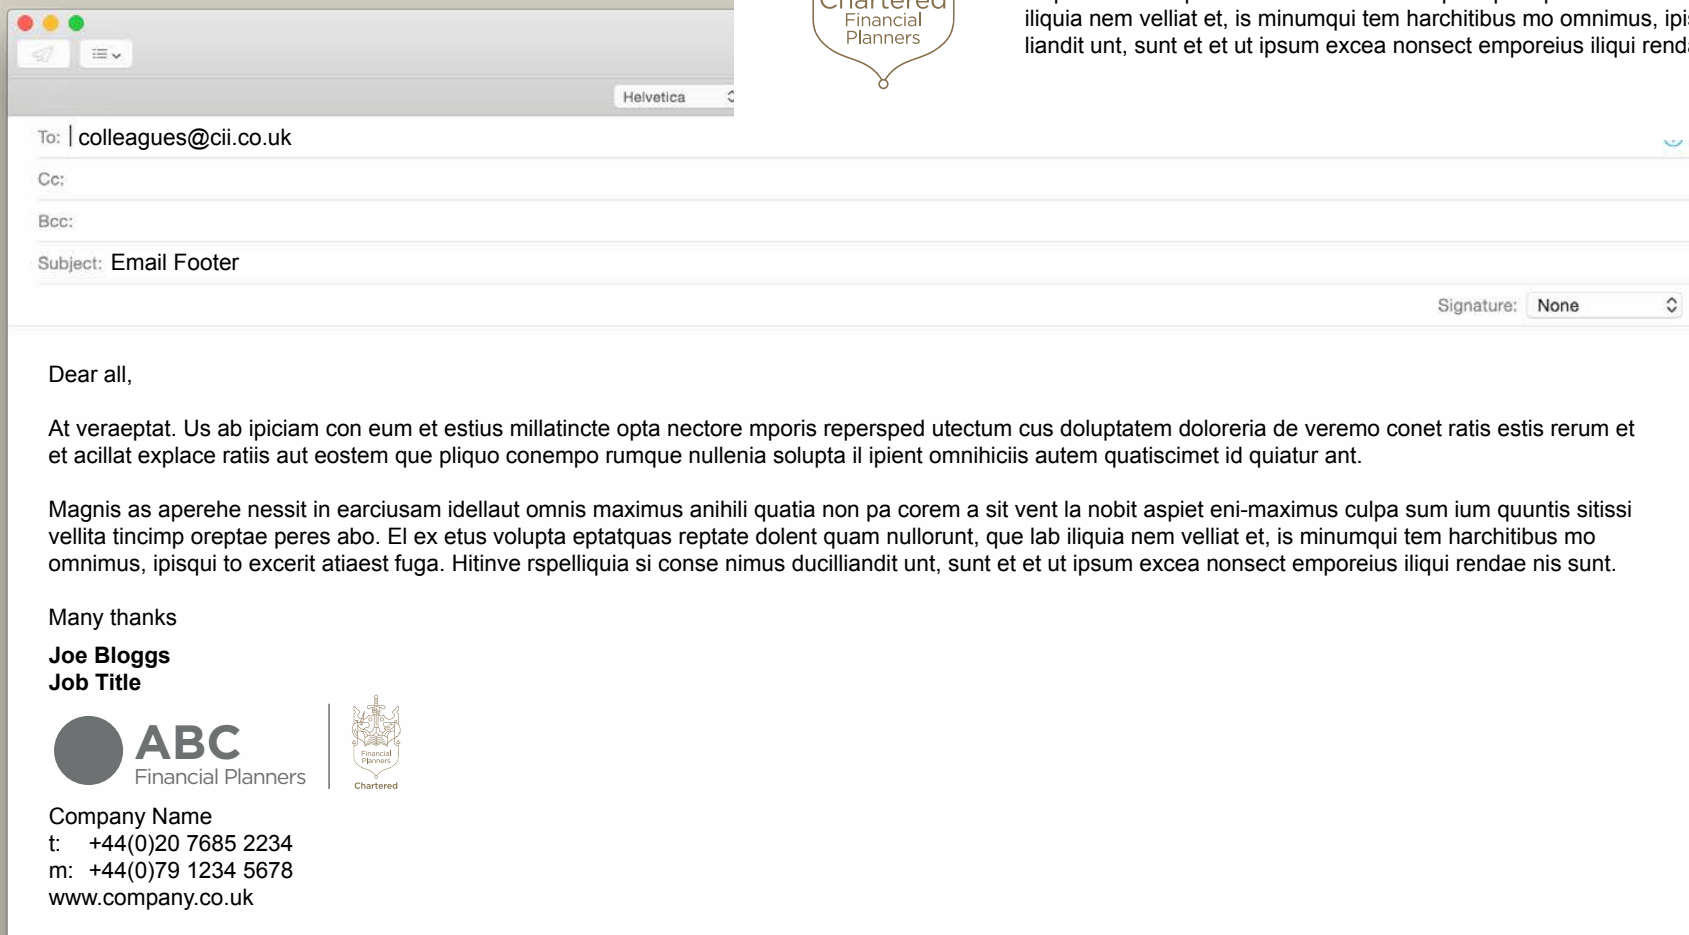 Chartered
Financial
Planners
iliquia nem velliat et, is minumqui tem harchitibus mo omnimus,
liandit unt, sunt et et ut ipsum excea nonsect emporeius iliqui
Helvetica
To: colleagues@cii.co.uk
Cc:
Bcc:
Subject: Email Footer
Signature: None
Dear all,
At veraeptat. Us ab ipiciam con eum et estius millatincte opta nectore mporis repersped utectum cus doluptatem doloreria de veremo conet ratis estis rerum et
et acillat explace ratiis aut eostem que pliquo conempo rumque nullenia solupta il ipient omnihiciis autem quatiscimet id quiatur ant.
Magnis as aperehe nessit in earciusam idellaut omnis maximus anihili quatia non pa corem a sit vent la nobit aspiet eni-maximus culpa sum ium quuntis sitissi
vellita tincimp oreptae peres abo. El ex etus volupta eptatquas reptate dolent quam nullorunt, que lab iliquia nem velliat et, is minumqui tem harchitibus mo
omnimus, ipisqui to excerit atiaest fuga. Hitinve rspelliquia si conse nimus ducilliandit unt, sunt et et ut ipsum excea nonsect emporeius iliqui rendae nis sunt.
Many thanks
Joe Bloggs
Job Title
ABC
Financial Planners
Financial
Planners
Chartered
Company Name
t: +44(0)20 7685 2234
m: +44(0)79 1234 5678
www.company.co.uk